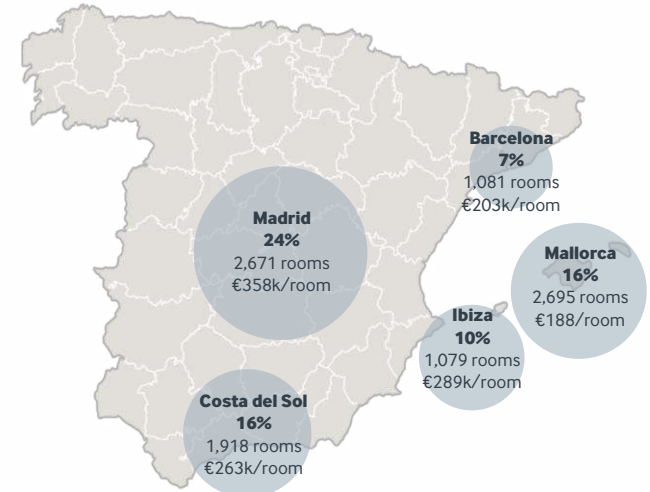 Barcelona
7%
1,081 rooms
€203k/room
Madrid
24%
2,671 rooms
€358k/room
Mallorca
16%
2,695 rooms
€188/room
Ibiza
10%
1,079 rooms
€289k/room
Costa del Sol
16%
1,918 rooms
€263k/room